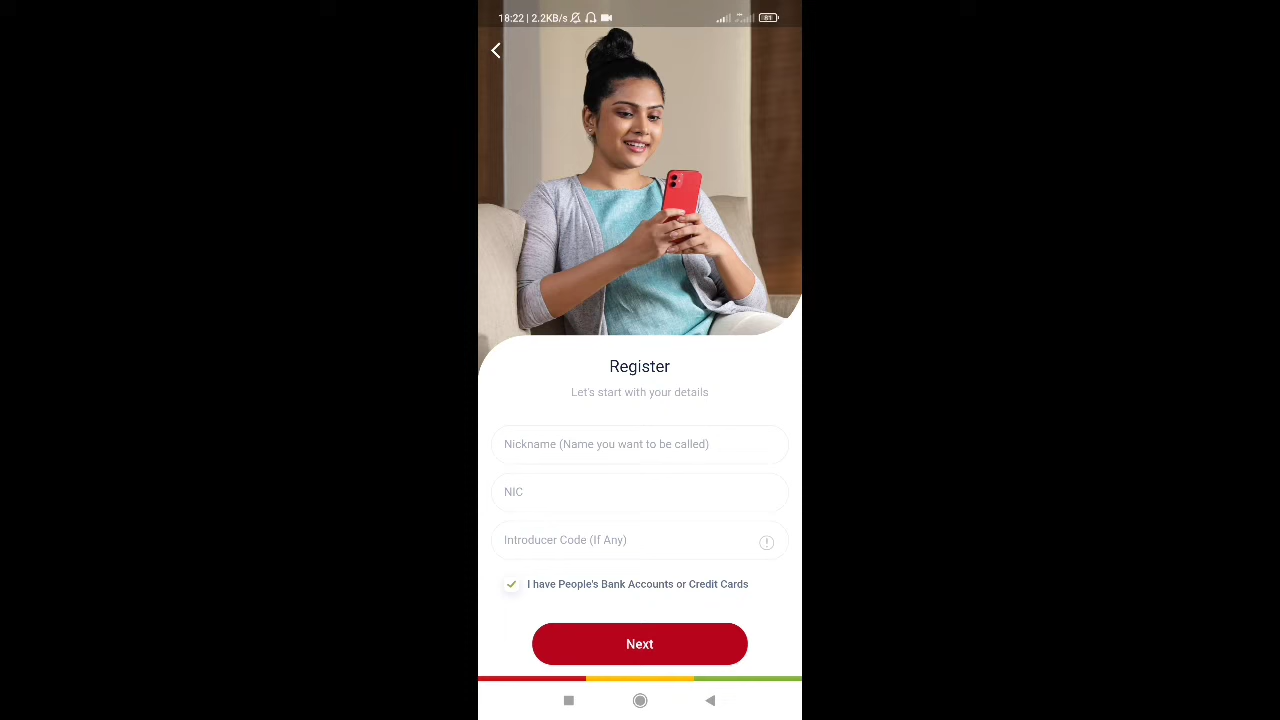 18:22 | 2.2KB/s
81
Register
Let's start with your details
Nickname (Name you want to be called)
NIC
Introducer Code (If Any)
I have People's Bank Accounts or Credit Cards
Next